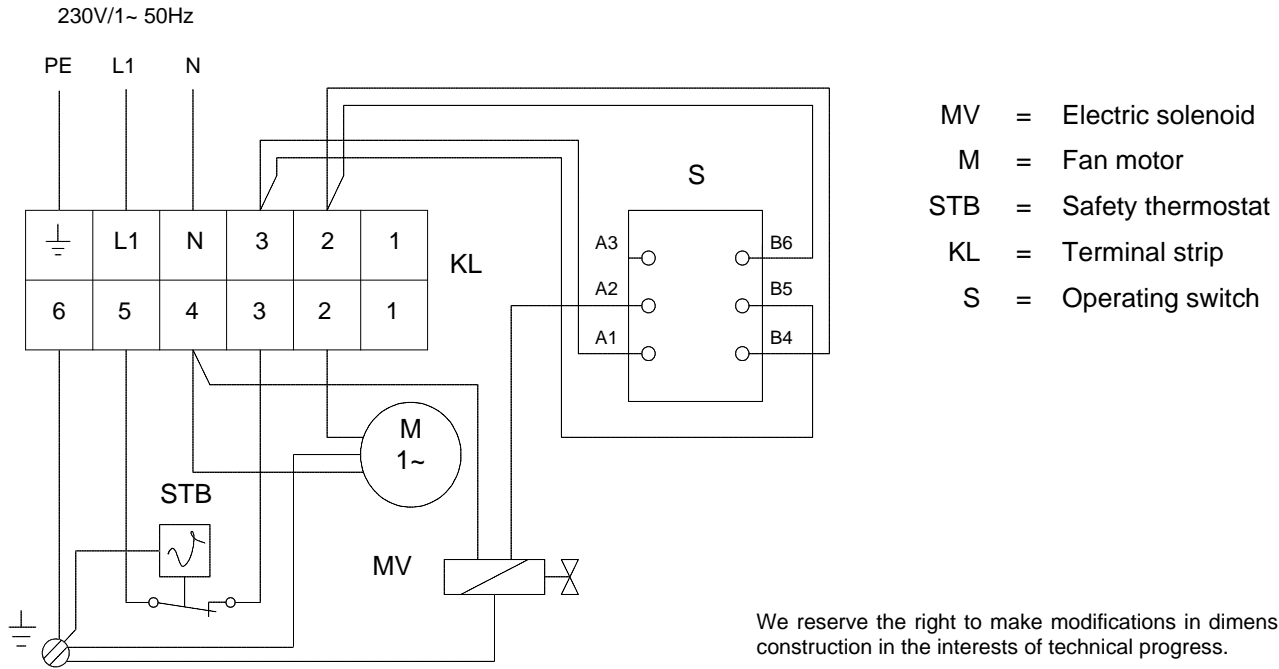 230V/1~ 50Hz
PE L1 N
MV = Electric solenoid
M = Fan motor
STB = Safety thermostat
KL = Terminal strip
S = Operating switch
S
L1 N 3 2 1
6 5 4 3 2 1
KL
A3 B6
A2 B5
A1 B4
M
1~
STB
MV
We reserve the right to make modifications in dimens
construction in the interests of technical progress.